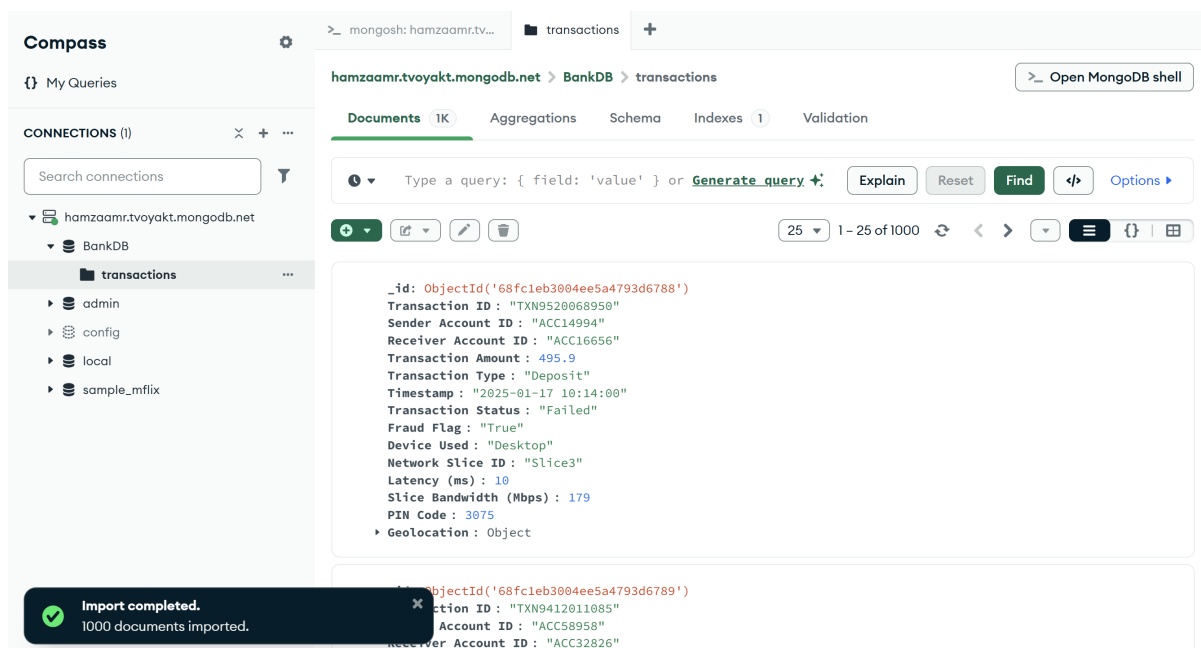 Compass
My Queries
CONNECTIONS (1)
Search connections
hamzaamr.tvoyakt.mongodb.net
BankDB
transactions
admin
config
local
sample_mflix
>_ mongosh: hamzaamr.tv...
transactions
hamzaamr.tvoyakt.mongodb.net > BankDB > transactions
>_ Open MongoDB shell
Documents 1K Aggregations Schema Indexes 1 Validation
Type a query: { field: 'value' } or Generate query
Explain Reset Find </> Options
25 1 – 25 of 1000 {}
_id: ObjectId('68fc1eb3004ee5a4793d6788')
Transaction ID : "TXN9520068950"
Sender Account ID : "ACC14994"
Receiver Account ID : "ACC16656"
Transaction Amount : 495.9
Transaction Type : "Deposit"
Timestamp : "2025-01-17 10:14:00"
Transaction Status : "Failed"
Fraud Flag : "True"
Device Used : "Desktop"
Network Slice ID : "Slice3"
Latency (ms) : 10
Slice Bandwidth (Mbps) : 179
PIN Code : 3075
Geolocation : Object
ObjectId('68fc1eb3004ee5a4793d6789')
ction ID : "TXN9412011085"
Account ID : "ACC58958"
Receiver Account ID : "ACC32826"
Import completed.
1000 documents imported.